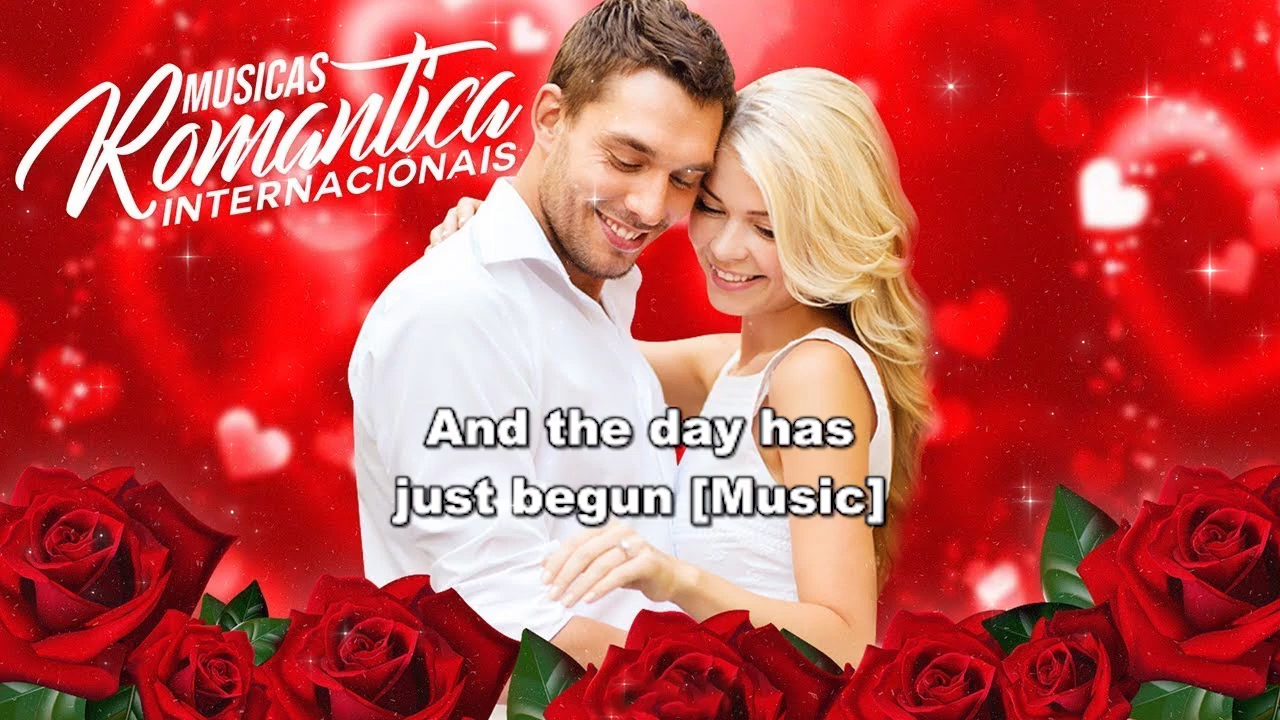 MUSICAS
Romantica
INTERNACIONAIS
And the day has
just begun [Music]